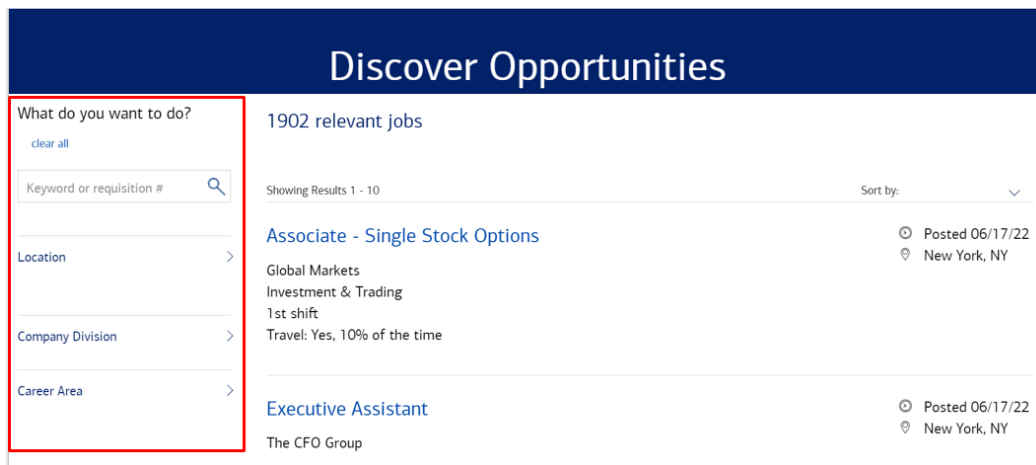 Discover Opportunities
What do you want to do?
clear all
Keyword or requisition #
Location
Company Division
Career Area
1902 relevant jobs
Showing Results 1 - 10
Sort by:
Associate - Single Stock Options
Posted 06/17/22
New York, NY
Global Markets
Investment & Trading
1st shift
Travel: Yes, 10% of the time
Executive Assistant
Posted 06/17/22
New York, NY
The CFO Group